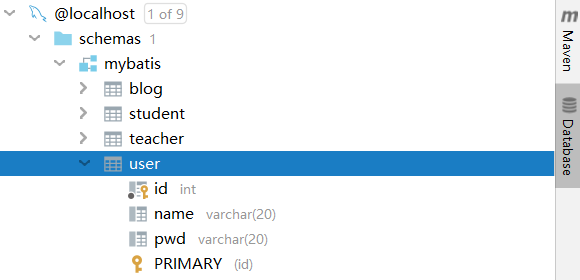 @localhost 1 of 9
schemas 1
mybatis
blog
student
teacher
user
id int
name varchar(20)
pwd varchar(20)
PRIMARY (id)
m
Maven
Database